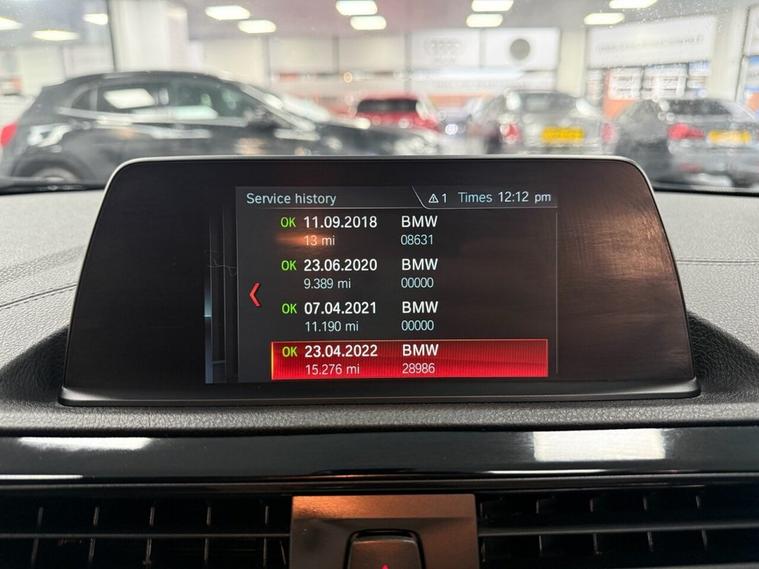 Service history
1 Times 12:12 pm
OK 11.09.2018 BMW
13 mi 08631
OK 23.06.2020 BMW
9.389 mi 00000
OK 07.04.2021 BMW
11.190 mi 00000
OK 23.04.2022 BMW
15.276 mi 28986